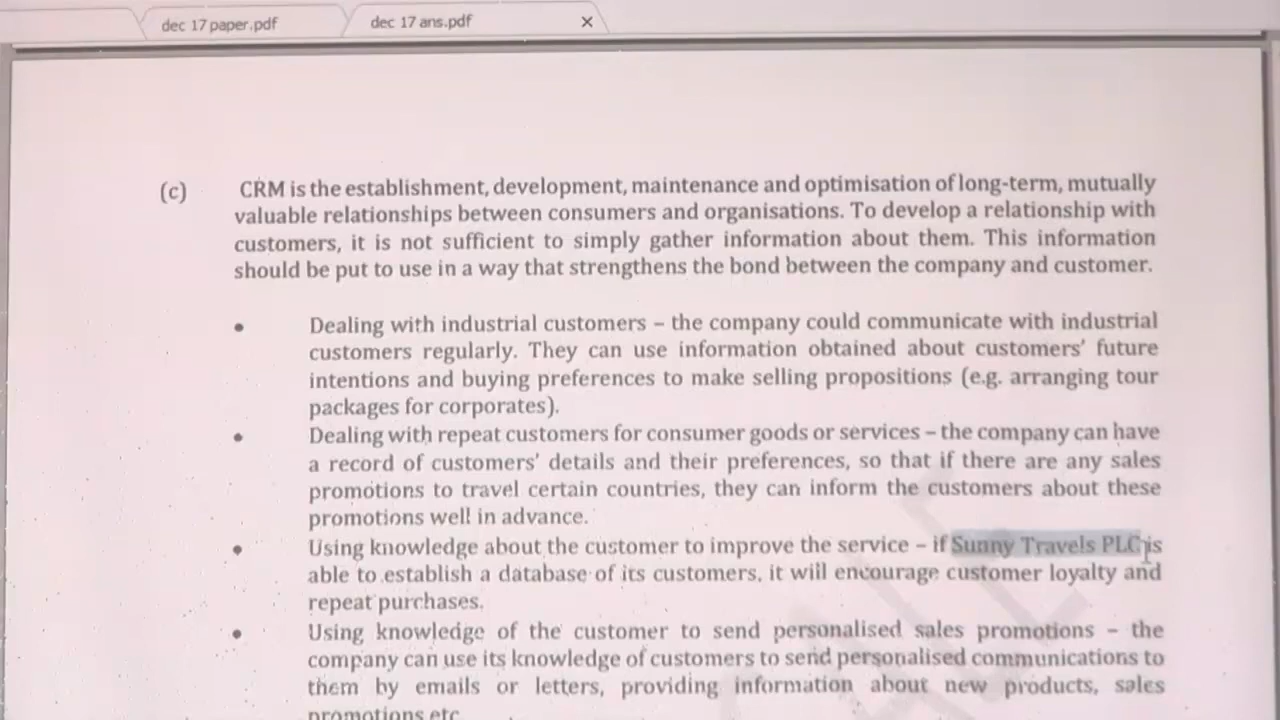 dec 17 paper.pdf
dec 17 ans.pdf
(c) CRM is the establishment, development, maintenance and optimisation of long-term, mutually
valuable relationships between consumers and organisations. To develop a relationship with
customers, it is not sufficient to simply gather information about them. This information
should be put to use in a way that strengthens the bond between the company and customer.
• Dealing with industrial customers – the company could communicate with industrial
customers regularly. They can use information obtained about customers' future
intentions and buying preferences to make selling propositions (e.g. arranging tour
packages for corporates).
• Dealing with repeat customers for consumer goods or services – the company can have
a record of customers' details and their preferences, so that if there are any sales
promotions to travel certain countries, they can inform the customers about these
promotions well in advance.
• Using knowledge about the customer to improve the service – if Sunny Travels PLC is
able to establish a database of its customers, it will encourage customer loyalty and
repeat purchases.
• Using knowledge of the customer to send personalised sales promotions – the
company can use its knowledge of customers to send personalised communications to
them by emails or letters, providing information about new products, sales
promotions etc